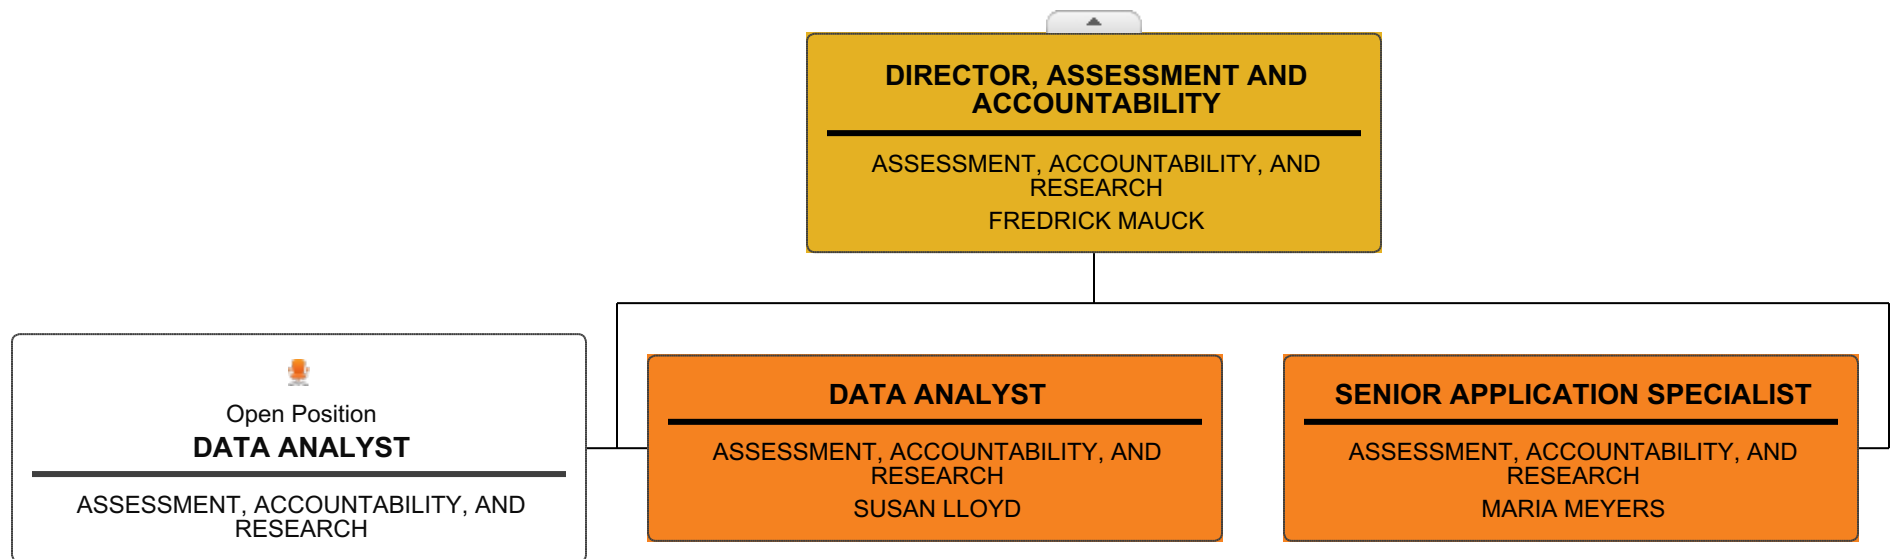 DIRECTOR, ASSESSMENT AND
ACCOUNTABILITY
ASSESSMENT, ACCOUNTABILITY, AND
RESEARCH
FREDRICK MAUCK
Open Position
DATA ANALYST
ASSESSMENT, ACCOUNTABILITY, AND
RESEARCH
DATA ANALYST
ASSESSMENT, ACCOUNTABILITY, AND
RESEARCH
SUSAN LLOYD
SENIOR APPLICATION SPECIALIST
ASSESSMENT, ACCOUNTABILITY, AND
RESEARCH
MARIA MEYERS